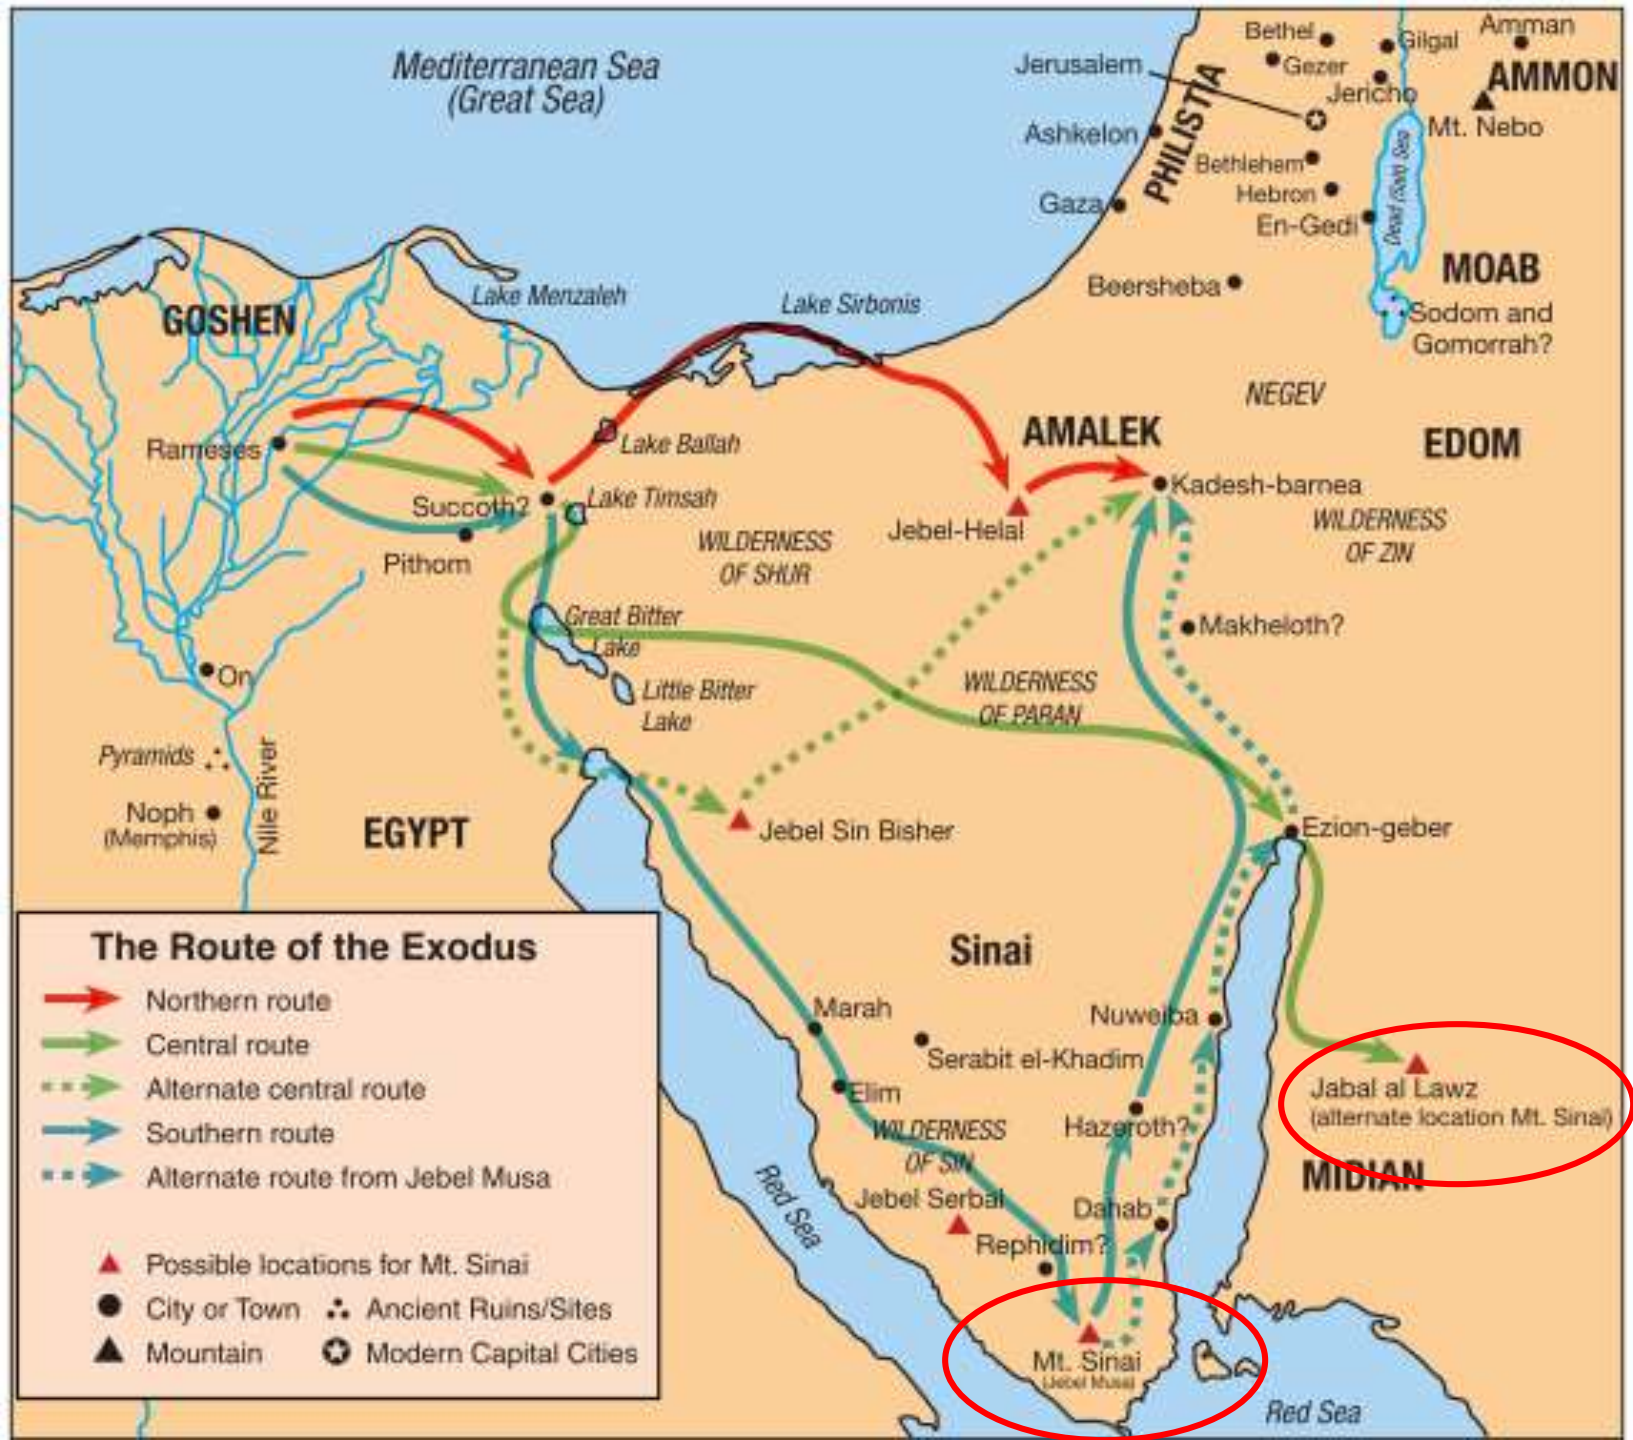 Mediterranean Sea
(Great Sea)
Jerusalem
Bethel
Gezer
Gilgal
Amman
AMMON
Jericho
Mt. Nebo
Ashkelon
PHILISTIA
Bethlehem
Hebron
En-Gedi
Dead (Salt) Sea
Gaza
MOAB
Beersheba
Sodom and
Gomorrah?
Lake Menzaleh
Lake Sirbonis
GOSHEN
NEGEV
AMALEK
EDOM
Rameses
Lake Ballah
Succoth?
Lake Timsah
Pithom
Jebel-Helal
Kadesh-barnea
WILDERNESS
OF SHUR
WILDERNESS
OF ZIN
Great Bitter
Lake
Makheloth?
On
Little Bitter
Lake
WILDERNESS
OF PARAN
Pyramids
Nile River
Noph
(Memphis)
EGYPT
Jebel Sin Bisher
Ezion-geber
Sinai
Marah
Serabit el-Khadim
Nuweiba
Elim
Hazeroth?
Jabal al Lawz
(alternate location Mt. Sinai)
MIDIAN
WILDERNESS
OF SIN
Red Sea
Jebel Serbal
Dahab
Rephidim?
Mt. Sinai
(Jebel Musa)
Red Sea
The Route of the Exodus
Northern route
Central route
Alternate central route
Southern route
Alternate route from Jebel Musa
Possible locations for Mt. Sinai
City or Town
Ancient Ruins/Sites
Mountain
Modern Capital Cities